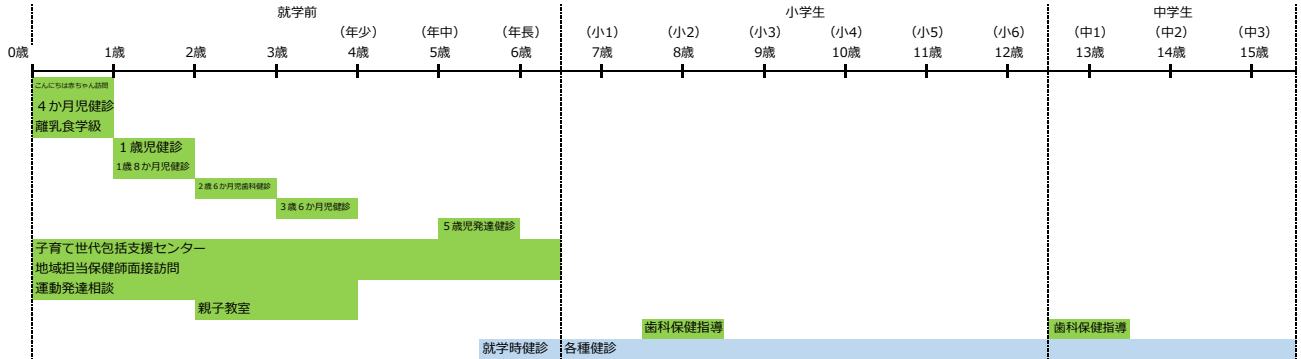 就学前 小学生 中学生
（年少） （年中） （年長） （小1） （小2） （小3） （小4） （小5） （小6） （中1） （中2） （中3）
0歳 1歳 2歳 3歳 4歳 5歳 6歳 7歳 8歳 9歳 10歳 11歳 12歳 13歳 14歳 15歳
こんにちは赤ちゃん訪問
４か月児健診
離乳食学級
１歳児健診
1歳８か月児健診
２歳６か月児歯科健診
３歳６か月児健診
５歳児発達健診
子育て世代包括支援センター
地域担当保健師面接訪問
運動発達相談
親子教室
歯科保健指導 歯科保健指導
就学時健診 各種健診